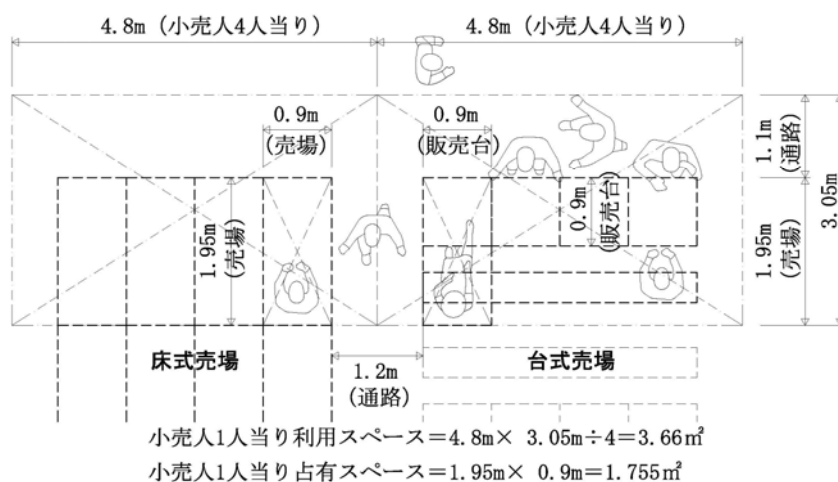 4.8m (小売人4人当り)
4.8m (小売人4人当り)
0.9m
(売場)
0.9m
(販売台)
1.1m
(通路)
3.05m
1.95m
(売場)
0.9m
(販売台)
1.95m
(売場)
床式売場
台式売場
1.2m
(通路)
小売人1人当り利用スペース=4.8m× 3.05m÷4=3.66㎡
小売人1人当り占有スペース=1.95m× 0.9m=1.755㎡